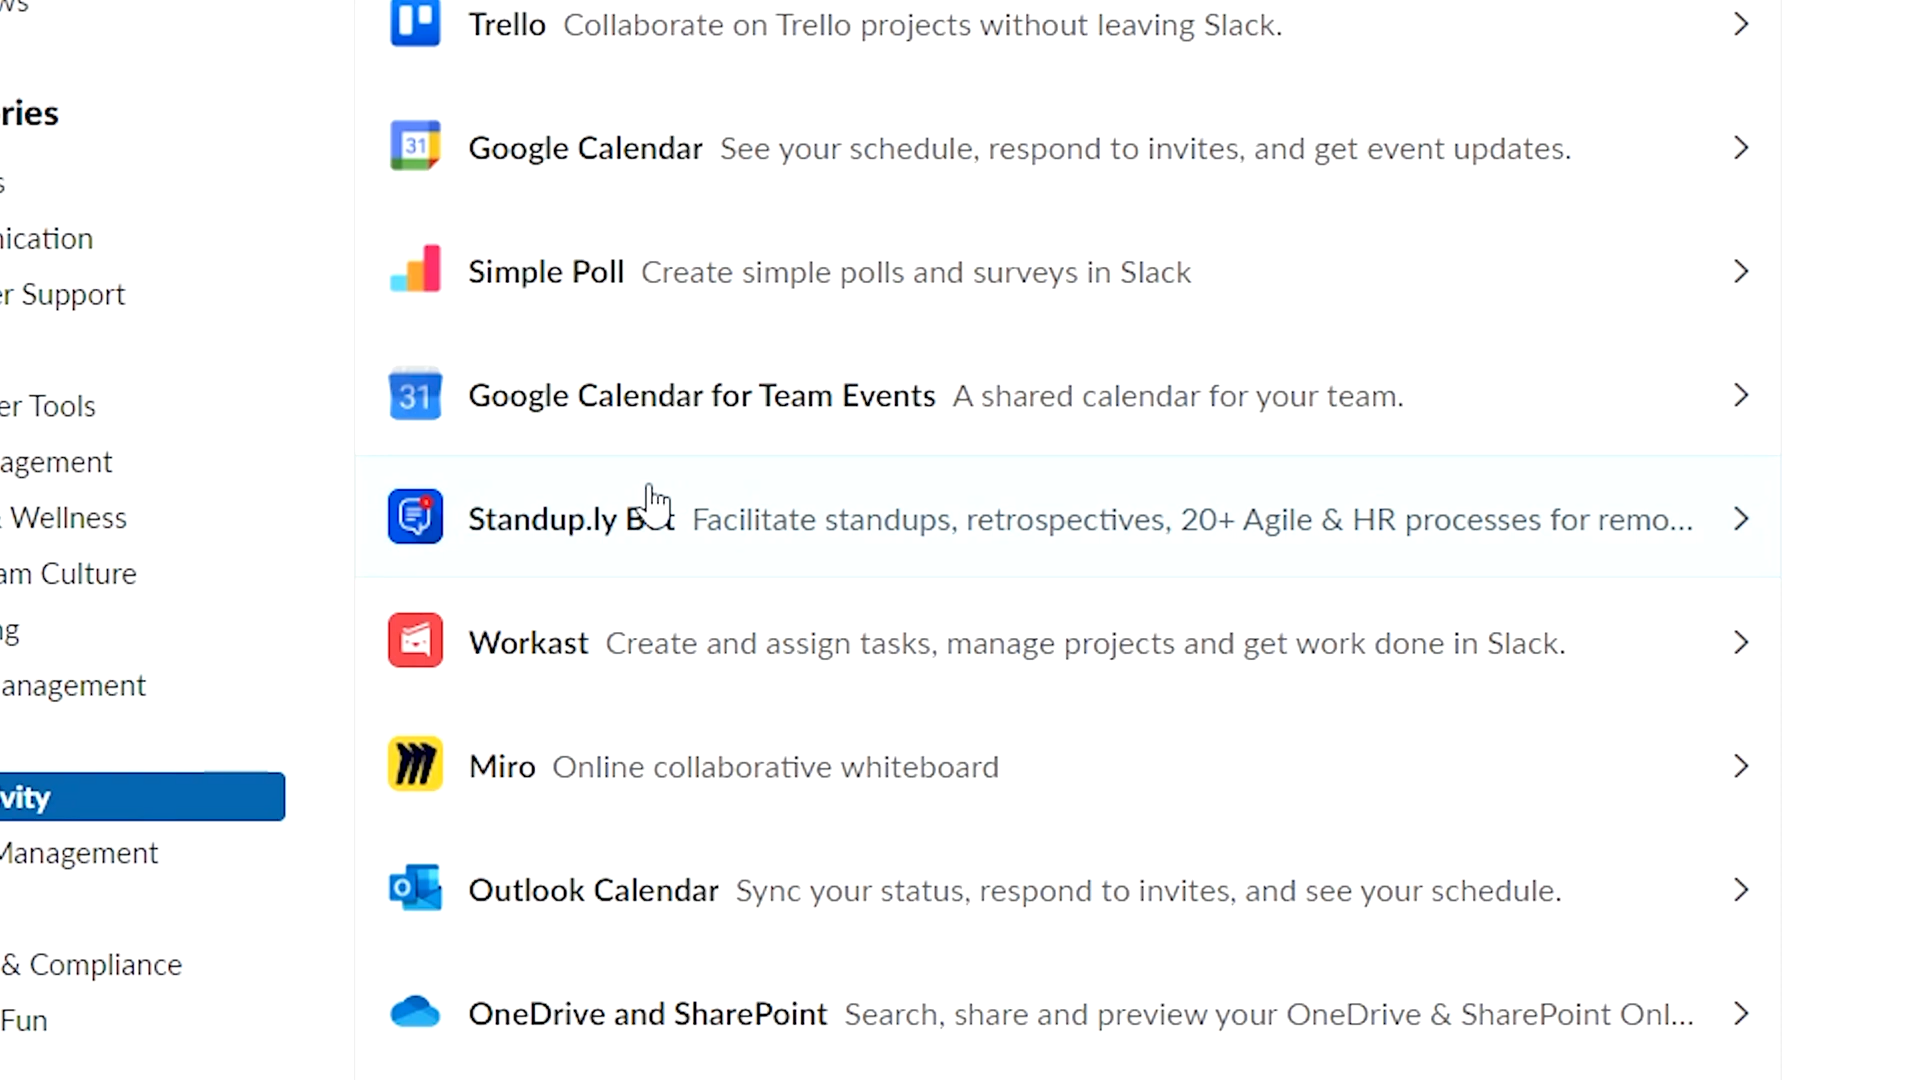 Trello Collaborate on Trello projects without leaving Slack.
ries
31
Google Calendar See your schedule, respond to invites, and get event updates.
s
nication
Simple Poll Create simple polls and surveys in Slack
er Support
31
Google Calendar for Team Events A shared calendar for your team.
er Tools
agement
Standup.ly Facilitate standups, retrospectives, 20+ Agile & HR processes for remo...
& Wellness
am Culture
Workast Create and assign tasks, manage projects and get work done in Slack.
ng
anagement
Miro Online collaborative whiteboard
vity
Management
Outlook Calendar Sync your status, respond to invites, and see your schedule.
& Compliance
OneDrive and SharePoint Search, share and preview your OneDrive & SharePoint Onl...
Fun